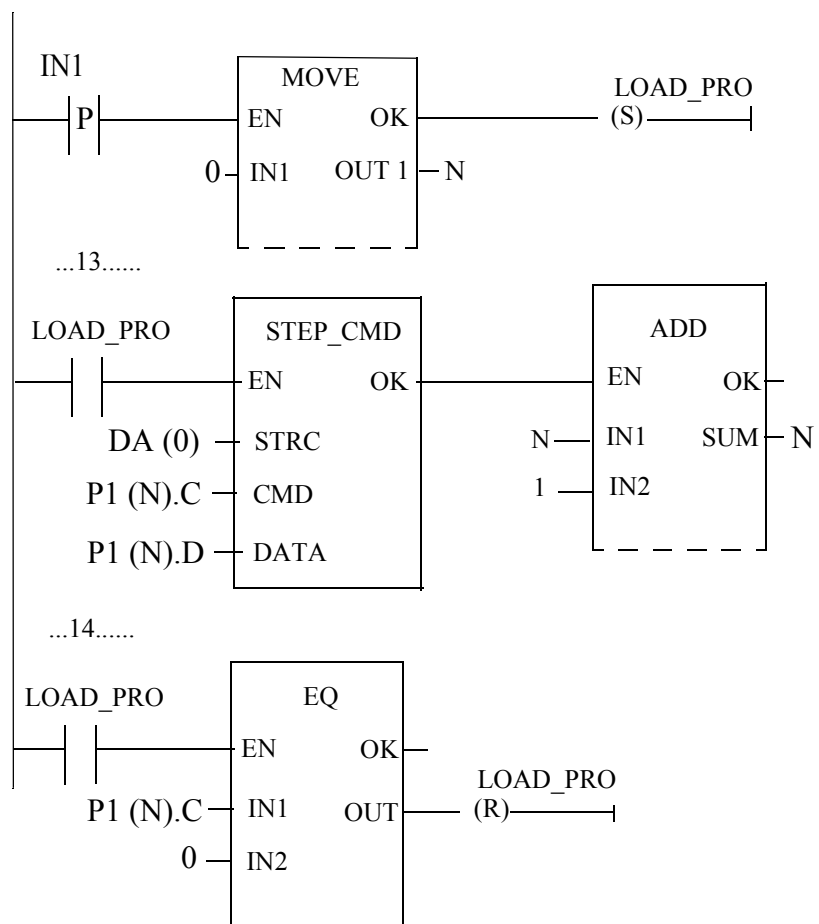 IN1
P
MOVE
EN OK
0 IN1 OUT 1 N
LOAD_PRO
(S)
...13......
LOAD_PRO
STEP_CMD
EN OK
DA (0) STRC
P1 (N).C CMD
P1 (N).D DATA
ADD
EN OK
N IN1 SUM N
1 IN2
...14......
LOAD_PRO
EQ
EN OK
P1 (N).C IN1 OUT
0 IN2
LOAD_PRO
(R)